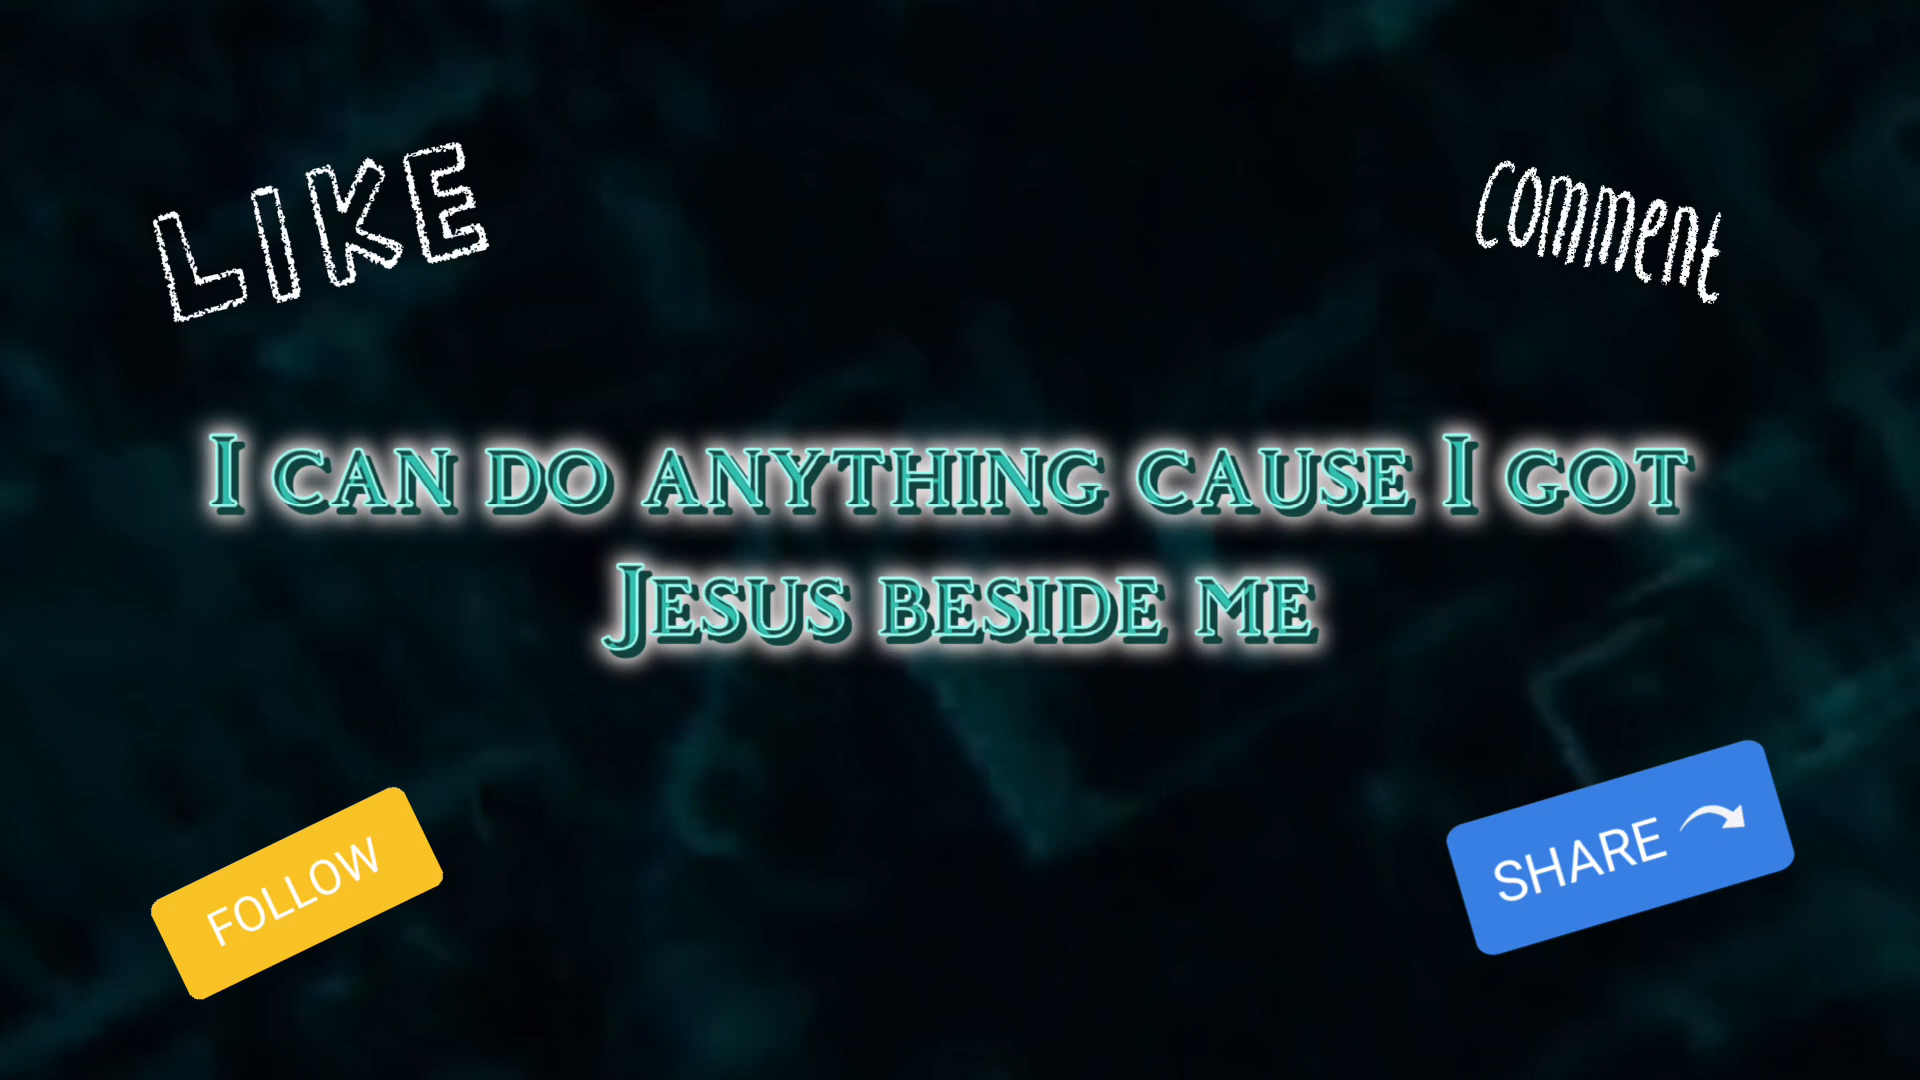 LIKE
comment
I can do anything cause I got
Jesus beside me
FOLLOW
SHARE